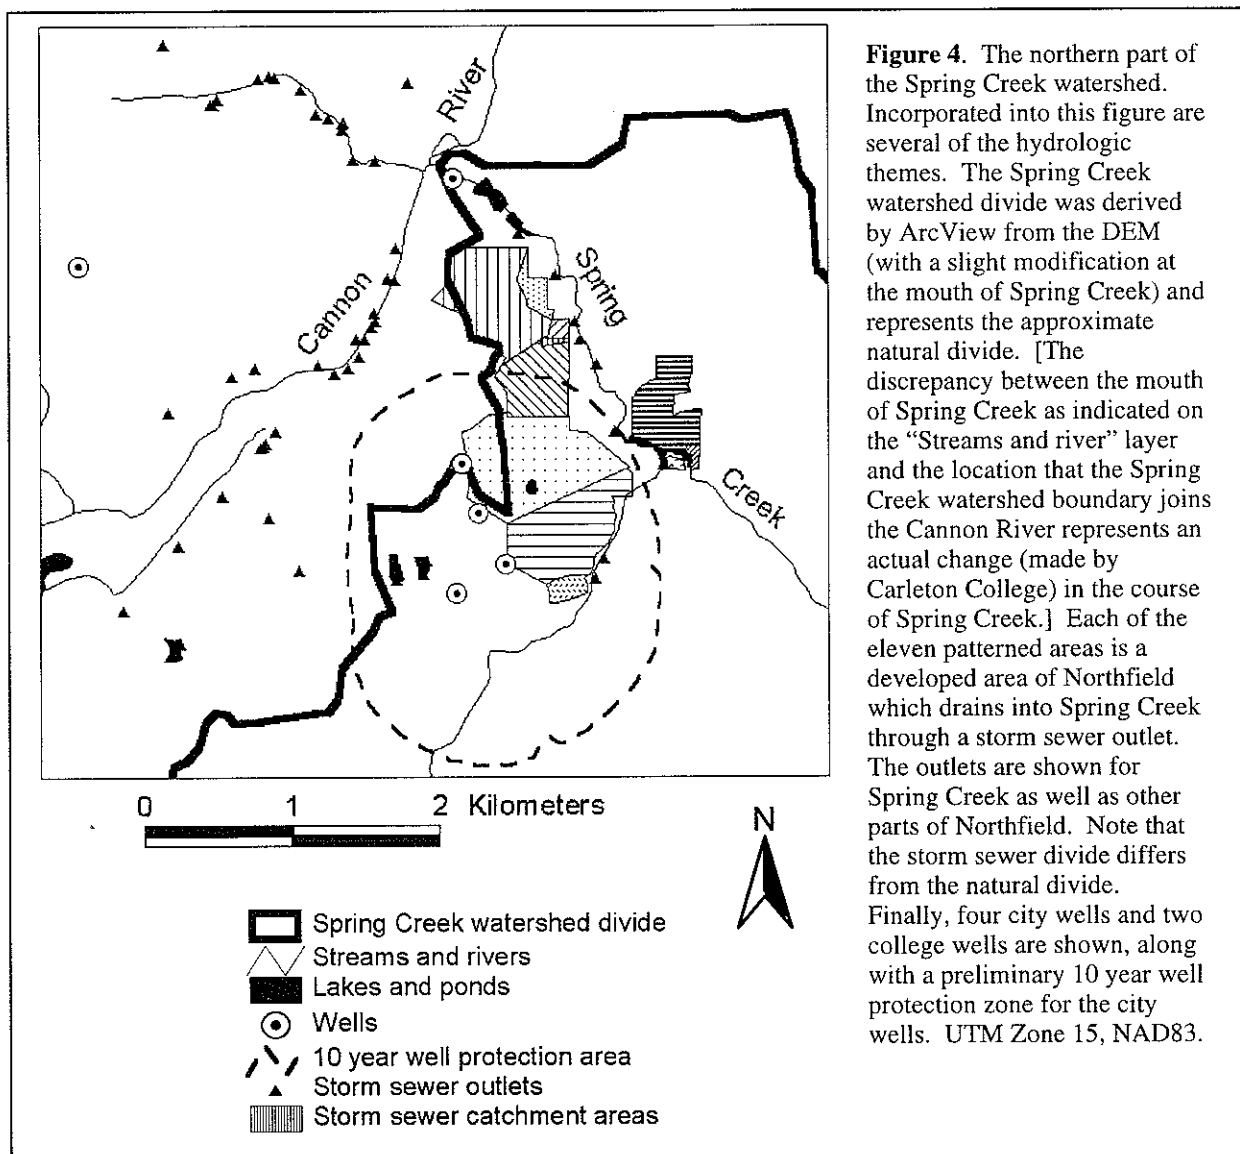 River
Cannon
Spring
Creek
0 1 2 Kilometers
N
Spring Creek watershed divide
Streams and rivers
Lakes and ponds
Wells
10 year well protection area
Storm sewer outlets
Storm sewer catchment areas
Figure 4. The northern part of
the Spring Creek watershed.
Incorporated into this figure are
several of the hydrologic
themes. The Spring Creek
watershed divide was derived
by ArcView from the DEM
(with a slight modification at
the mouth of Spring Creek) and
represents the approximate
natural divide. [The
discrepancy between the mouth
of Spring Creek as indicated on
the “Streams and river” layer
and the location that the Spring
Creek watershed boundary joins
the Cannon River represents an
actual change (made by
Carleton College) in the course
of Spring Creek.] Each of the
eleven patterned areas is a
developed area of Northfield
which drains into Spring Creek
through a storm sewer outlet.
The outlets are shown for
Spring Creek as well as other
parts of Northfield. Note that
the storm sewer divide differs
from the natural divide.
Finally, four city wells and two
college wells are shown, along
with a preliminary 10 year well
protection zone for the city
wells. UTM Zone 15, NAD83.